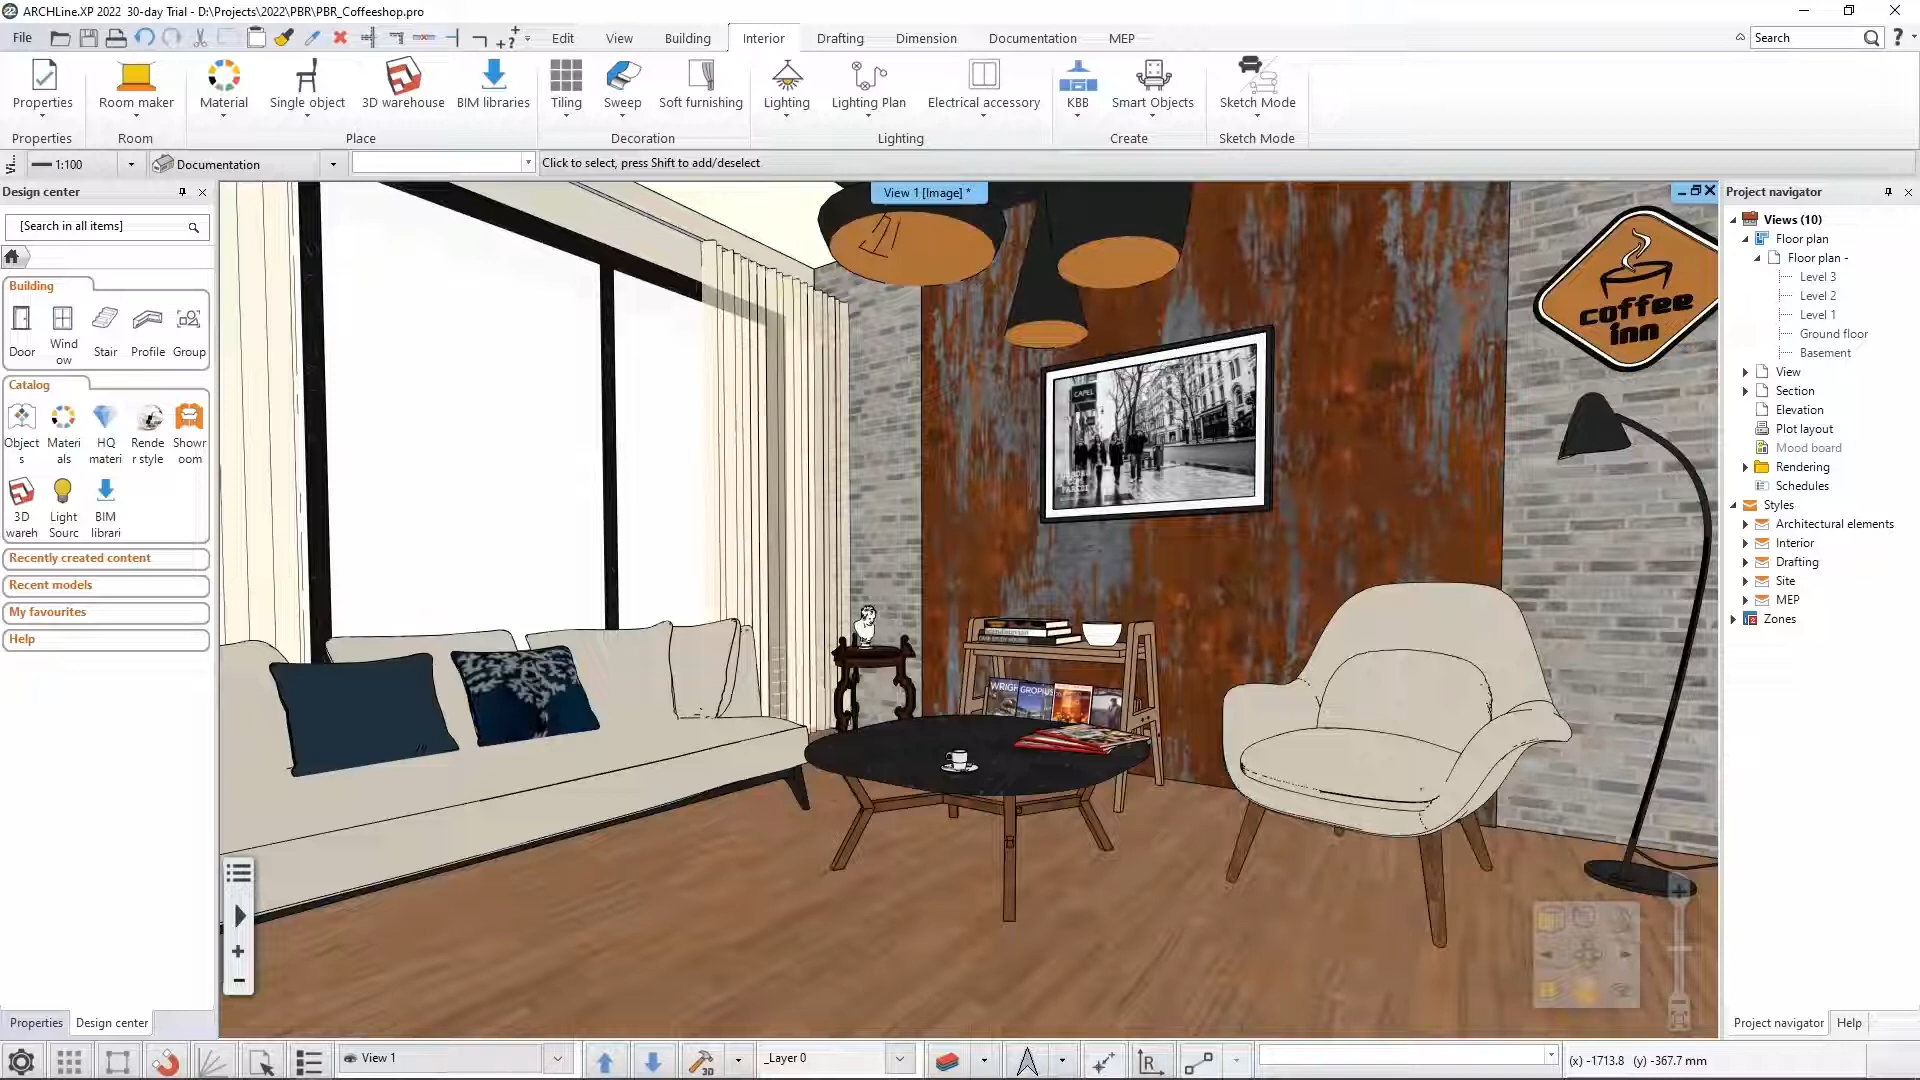 ARCHLine.XP 2022  30-day Trial - D:\Projects\2022\PBR\PBR_Coffeeshop.pro
File Edit View Building Interior Drafting Dimension Documentation MEP Search
Properties Room maker Material Single object 3D warehouse BIM libraries Tiling Sweep Soft furnishing Lighting Lighting Plan Electrical accessory KBB Smart Objects Sketch Mode
Properties Room Place Decoration Lighting Create Sketch Mode
1:100 Documentation Click to select, press Shift to add/deselect
Design center
[Search in all items]
Building
Door Wind
ow Stair Profile Group
Catalog
Object
s Materi
als HQ
materi Rende
r style Showr
oom
3D
wareh Light
Sourc BIM
librari
Recently created content
Recent models
My favourites
Help
Properties Design center
View 1 [Image] *
coffee
inn
CAPEL
WRIGH GROPIUS
Project navigator
Views (10)
Floor plan
Floor plan -
Level 3
Level 2
Level 1
Ground floor
Basement
View
Section
Elevation
Plot layout
Mood board
Rendering
Schedules
Styles
Architectural elements
Interior
Drafting
Site
MEP
Zones
Project navigator Help
View 1 3D _Layer 0 R (x) -1713.8 (y) -367.7 mm